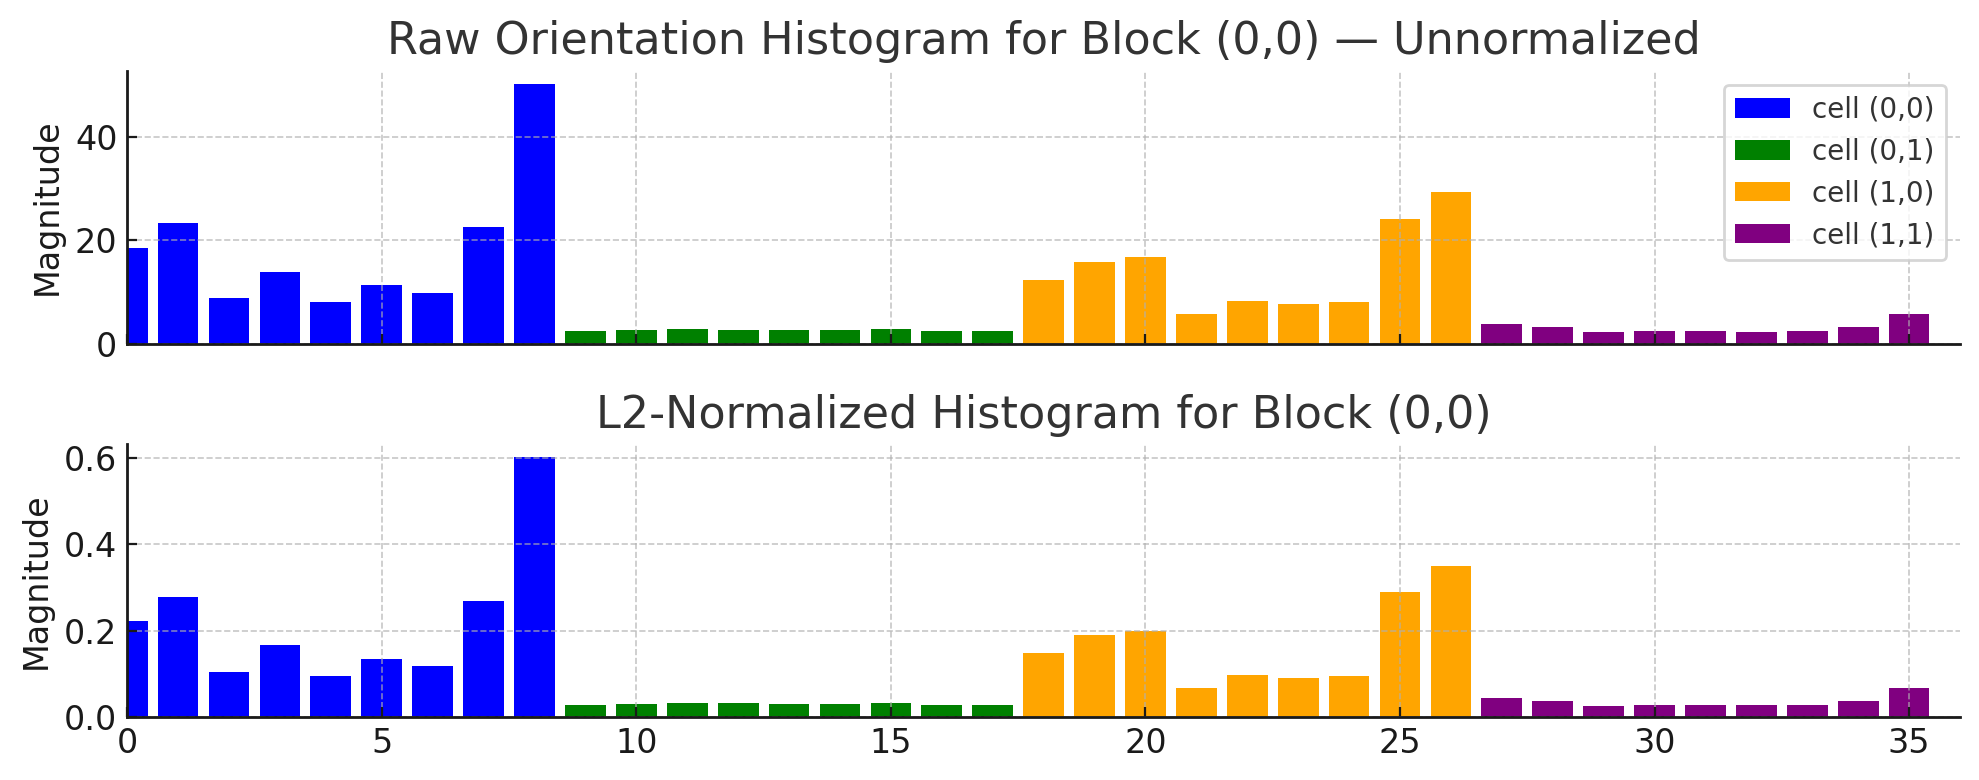 Raw Orientation Histogram for Block (0,0) — Unnormalized
Magnitude
40
20
0
cell (0,0)
cell (0,1)
cell (1,0)
cell (1,1)
L2-Normalized Histogram for Block (0,0)
Magnitude
0.6
0.4
0.2
0.0
0 5 10 15 20 25 30 35